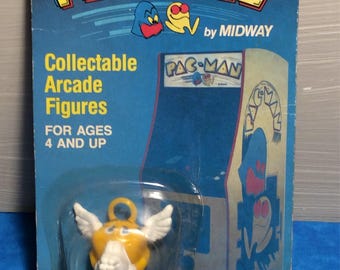 by MIDWAY
Collectable
Arcade
Figures
FOR AGES
4 AND UP
PAC-MAN